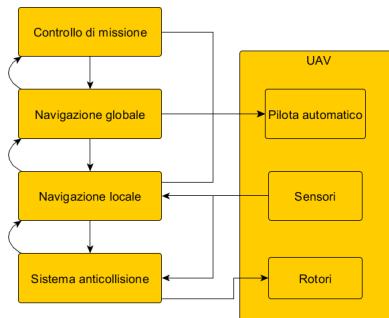 Controllo di missione
UAV
Navigazione globale
Pilota automatico
Navigazione locale
Sensori
Sistema anticollisione
Rotori